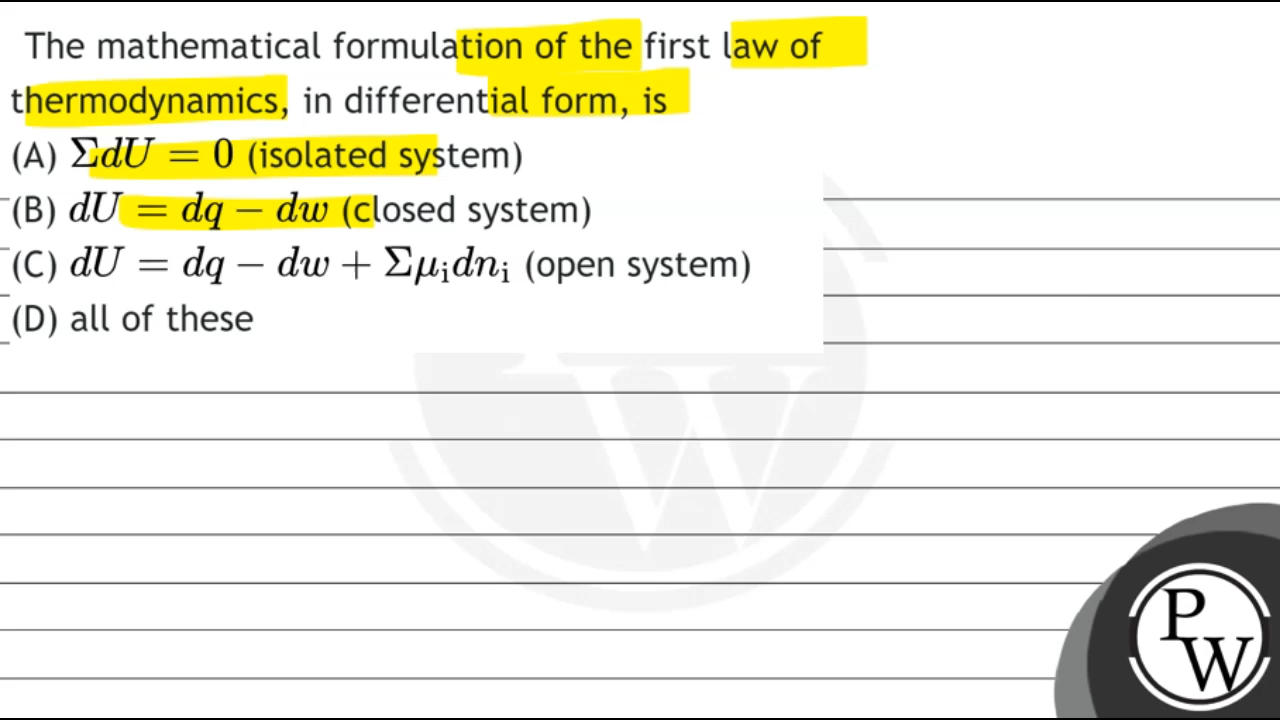 The mathematical formulation of the first law of
thermodynamics, in differential form, is
(A) ΣdU = 0 (isolated system)
(B) dU = dq − dw (closed system)
(C) dU = dq − dw + Σμᵢdnᵢ (open system)
(D) all of these
W
P
W